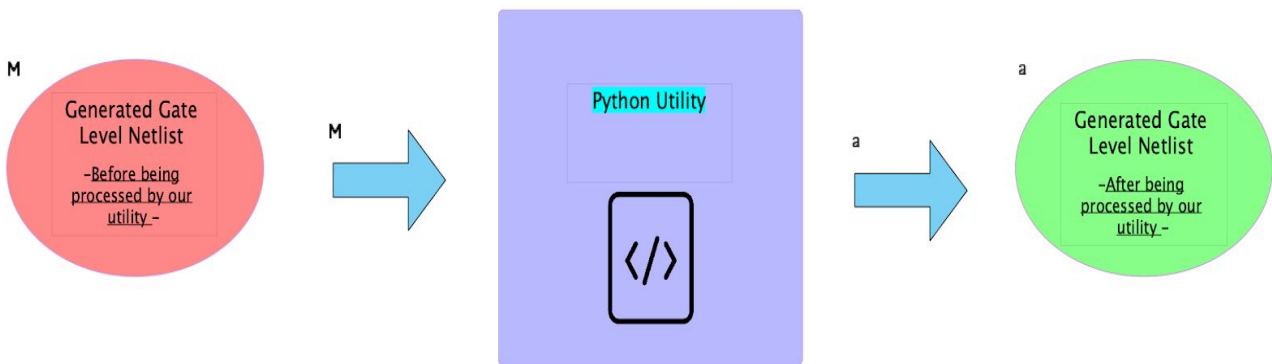 M
Generated Gate
Level Netlist
-Before being
processed by our
utility -
M
Python Utility
</>
a
a
Generated Gate
Level Netlist
-After being
processed by our
utility -